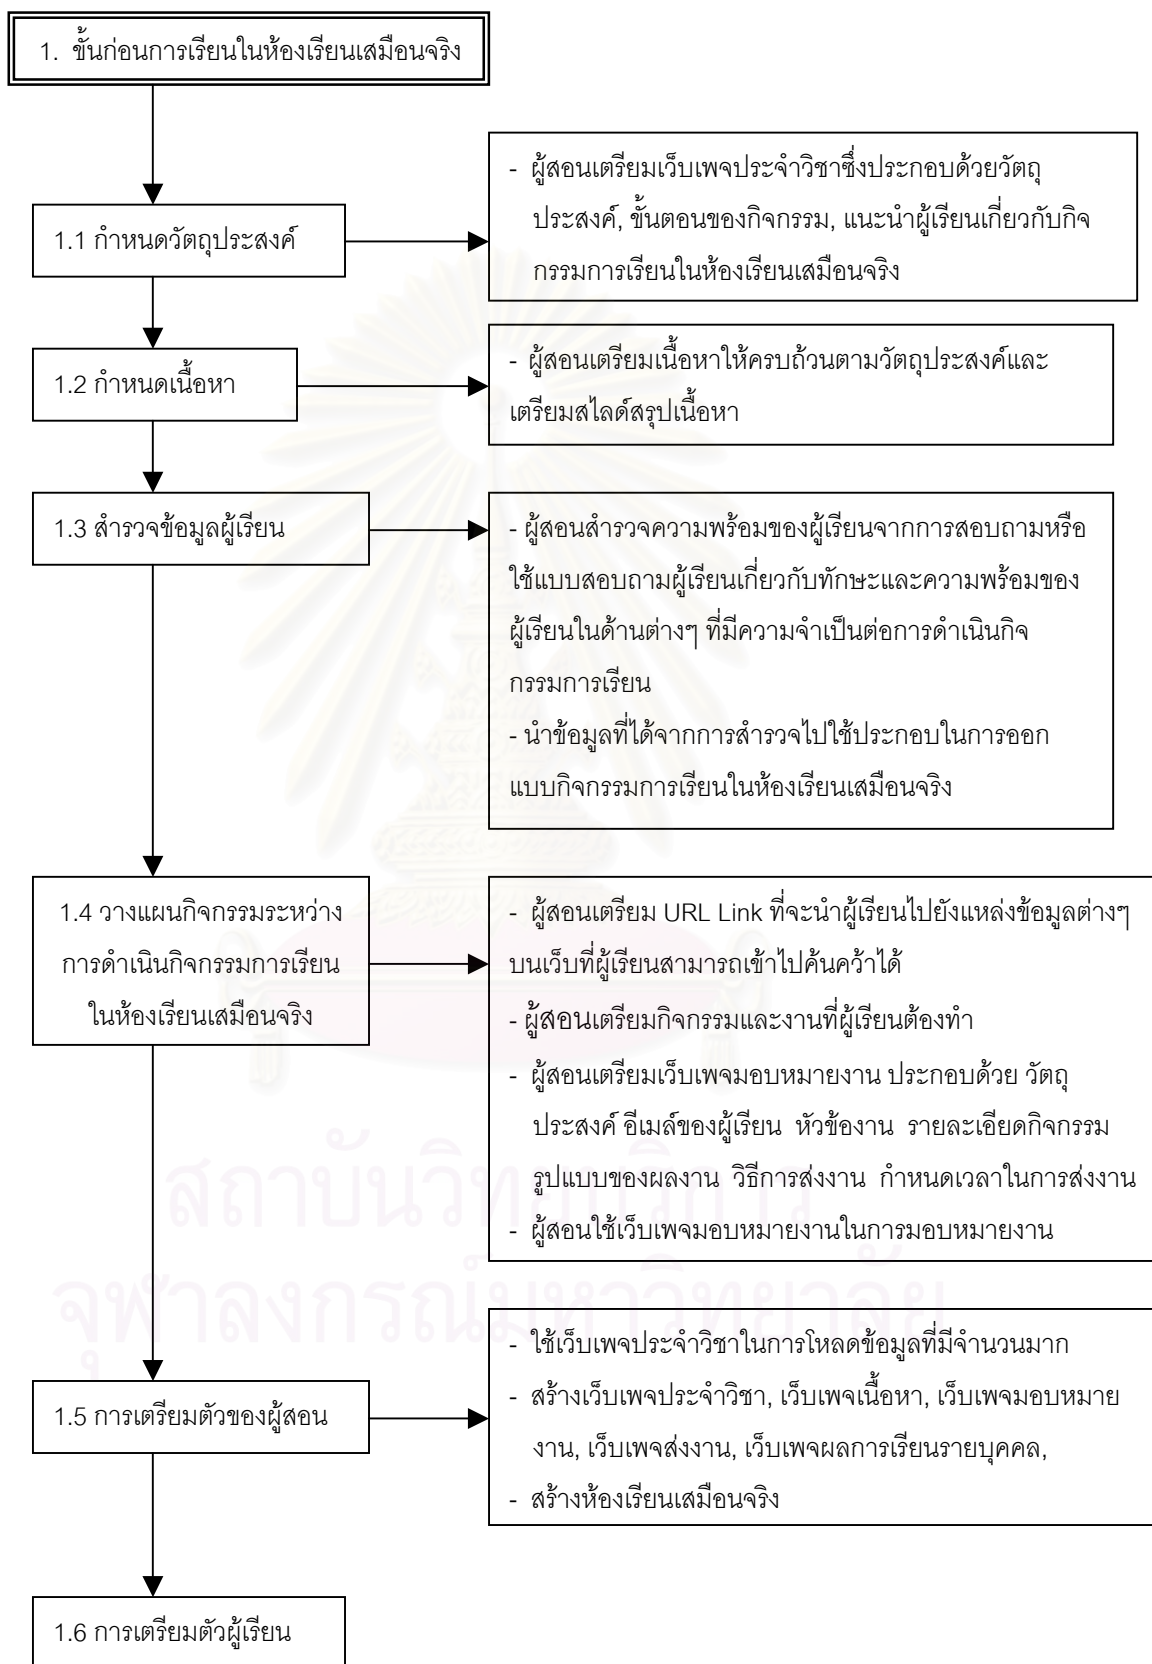 1. ขั้นก่อนการเรียนในห้องเรียนเสมือนจริง
1.1 กำหนดวัตถุประสงค์
- ผู้สอนเตรียมเว็บเพจประจำวิชาซึ่งประกอบด้วยวัตถุ
ประสงค์, ขั้นตอนของกิจกรรม, แนะนำผู้เรียนเกี่ยวกับกิจ
กรรมการเรียนในห้องเรียนเสมือนจริง
1.2 กำหนดเนื้อหา
- ผู้สอนเตรียมเนื้อหาให้ครบถ้วนตามวัตถุประสงค์และ
เตรียมสไลด์สรุปเนื้อหา
1.3 สำรวจข้อมูลผู้เรียน
- ผู้สอนสำรวจความพร้อมของผู้เรียนจากการสอบถามหรือ
ใช้แบบสอบถามผู้เรียนเกี่ยวกับทักษะและความพร้อมของ
ผู้เรียนในด้านต่างๆ ที่มีความจำเป็นต่อการดำเนินกิจ
กรรมการเรียน
- นำข้อมูลที่ได้จากการสำรวจไปใช้ประกอบในการออก
แบบกิจกรรมการเรียนในห้องเรียนเสมือนจริง
1.4 วางแผนกิจกรรมระหว่าง
การดำเนินกิจกรรมการเรียน
ในห้องเรียนเสมือนจริง
- ผู้สอนเตรียม URL Link ที่จะนำผู้เรียนไปยังแหล่งข้อมูลต่างๆ
บนเว็บที่ผู้เรียนสามารถเข้าไปค้นคว้าได้
- ผู้สอนเตรียมกิจกรรมและงานที่ผู้เรียนต้องทำ
- ผู้สอนเตรียมเว็บเพจมอบหมายงาน ประกอบด้วย วัตถุ
ประสงค์ อีเมล์ของผู้เรียน หัวข้องาน รายละเอียดกิจกรรม
รูปแบบของผลงาน วิธีการส่งงาน กำหนดเวลาในการส่งงาน
- ผู้สอนใช้เว็บเพจมอบหมายงานในการมอบหมายงาน
สถาบันวิทยบริการ
จุฬาลงกรณ์มหาวิทยาลัย
1.5 การเตรียมตัวของผู้สอน
- ใช้เว็บเพจประจำวิชาในการโหลดข้อมูลที่มีจำนวนมาก
- สร้างเว็บเพจประจำวิชา, เว็บเพจเนื้อหา, เว็บเพจมอบหมาย
งาน, เว็บเพจส่งงาน, เว็บเพจผลการเรียนรายบุคคล,
- สร้างห้องเรียนเสมือนจริง
1.6 การเตรียมตัวผู้เรียน